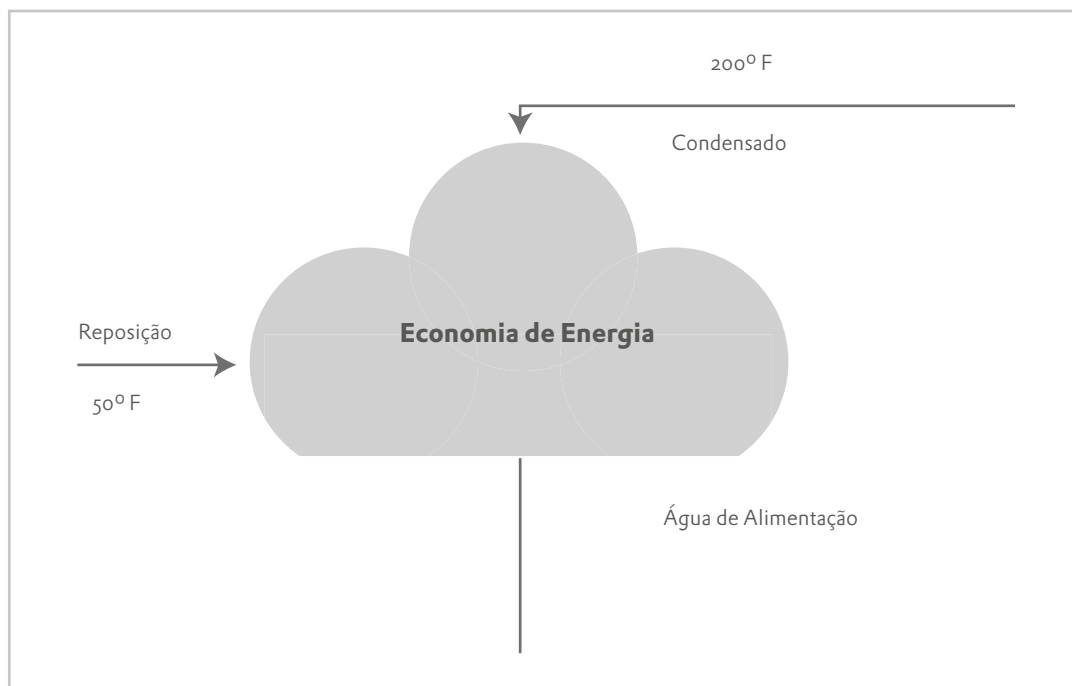 200º F
Condensado
Economia de Energia
Reposição
50º F
Água de Alimentação